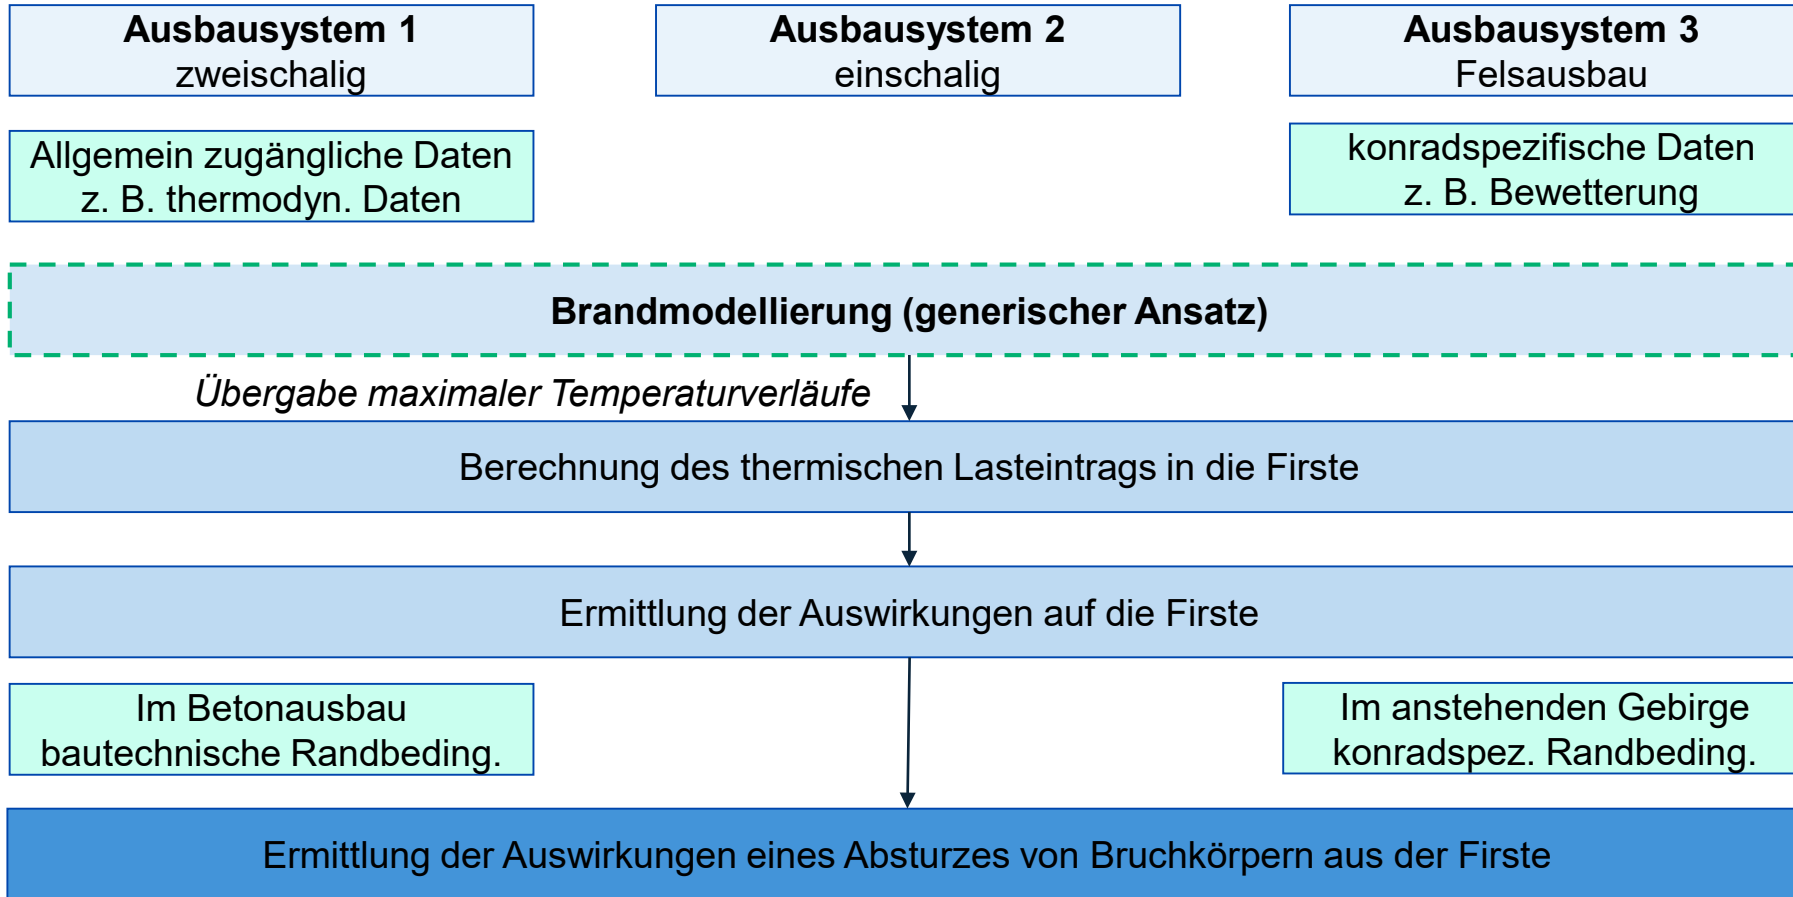 Ausbausystem 1
zweischalig
Ausbausystem 2
einschalig
Ausbausystem 3
Felsausbau
Allgemein zugängliche Daten
z. B. thermodyn. Daten
konradspezifische Daten
z. B. Bewetterung
Brandmodellierung (generischer Ansatz)
Übergabe maximaler Temperaturverläufe
Berechnung des thermischen Lasteintrags in die Firste
Ermittlung der Auswirkungen auf die Firste
Im Betonausbau
bautechnische Randbeding.
Im anstehenden Gebirge
konradspez. Randbeding.
Ermittlung der Auswirkungen eines Absturzes von Bruchkörpern aus der Firste